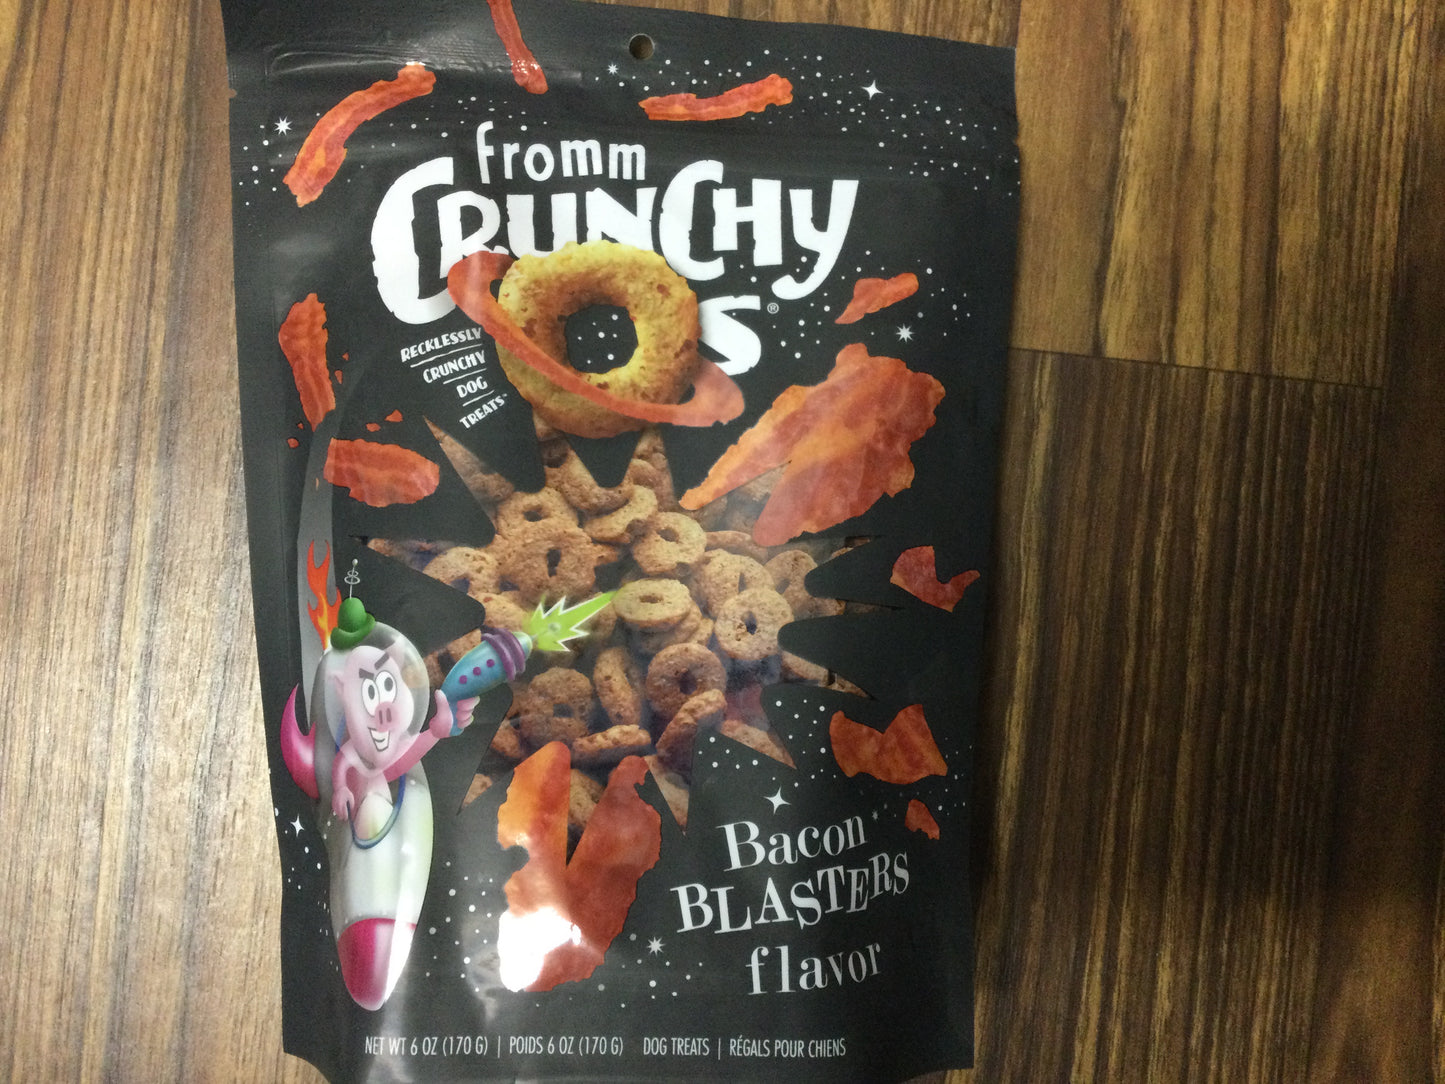 fromm
CRUNCHY
OS®
RECKLESSLY
CRUNCHY
DOG
TREATS™
Bacon
BLASTERS
flavor
NET WT 6 OZ (170 G) | POIDS 6 OZ (170 G) DOG TREATS | RÉGALS POUR CHIENS